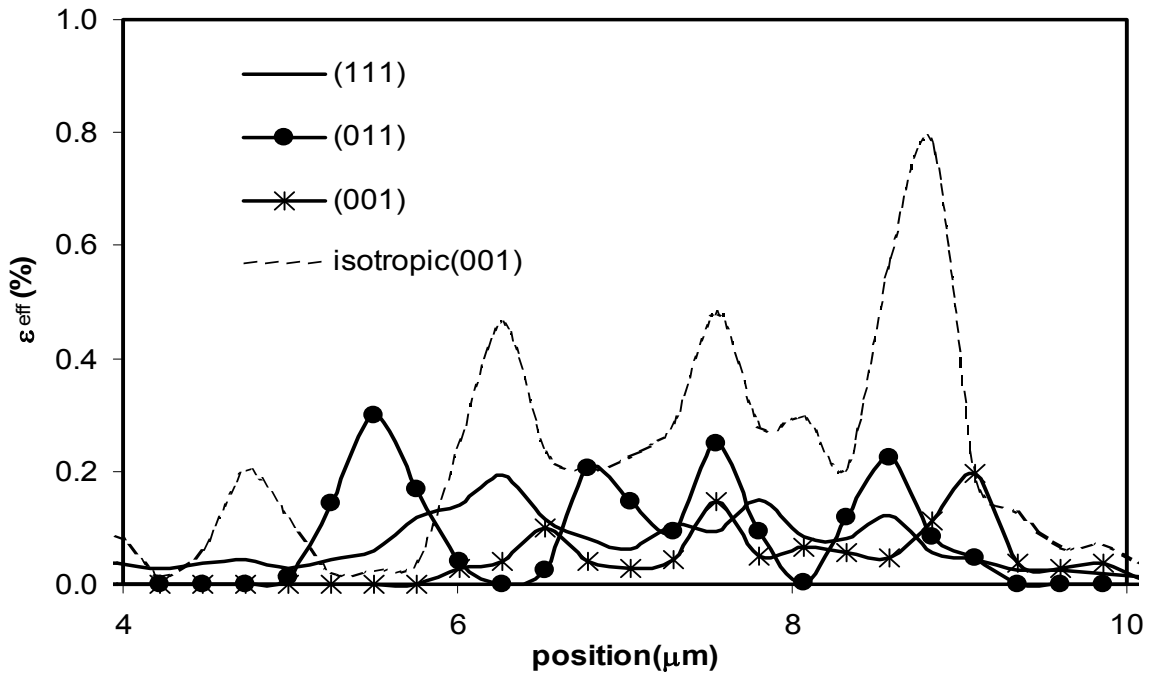 1.0
0.8
0.6
0.4
0.2
0.0
εeff (%)
(111)
(011)
(001)
isotropic(001)
4 6 8 10
position(μm)